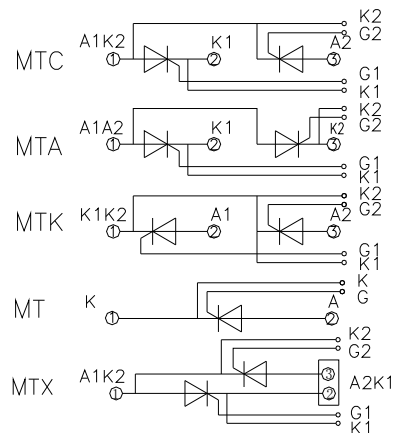 K2
G2
A1K2 K1 A2
MTC 1 2 3
G1
K1
K2
G2
A1A2 K1 K2
MTA 1 2 3
G1
K1
K2
G2
K1K2 A1 A2
MTK 1 2 3
G1
K1
K
G
K A
MT 1 2
K2
G2
3
MTX A1K2 A2K1
1 2
G1
K1